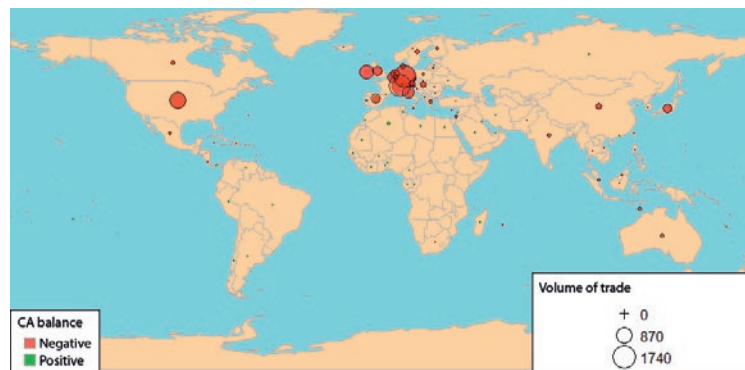 CA balance
Negative
Positive
Volume of trade
0
870
1740